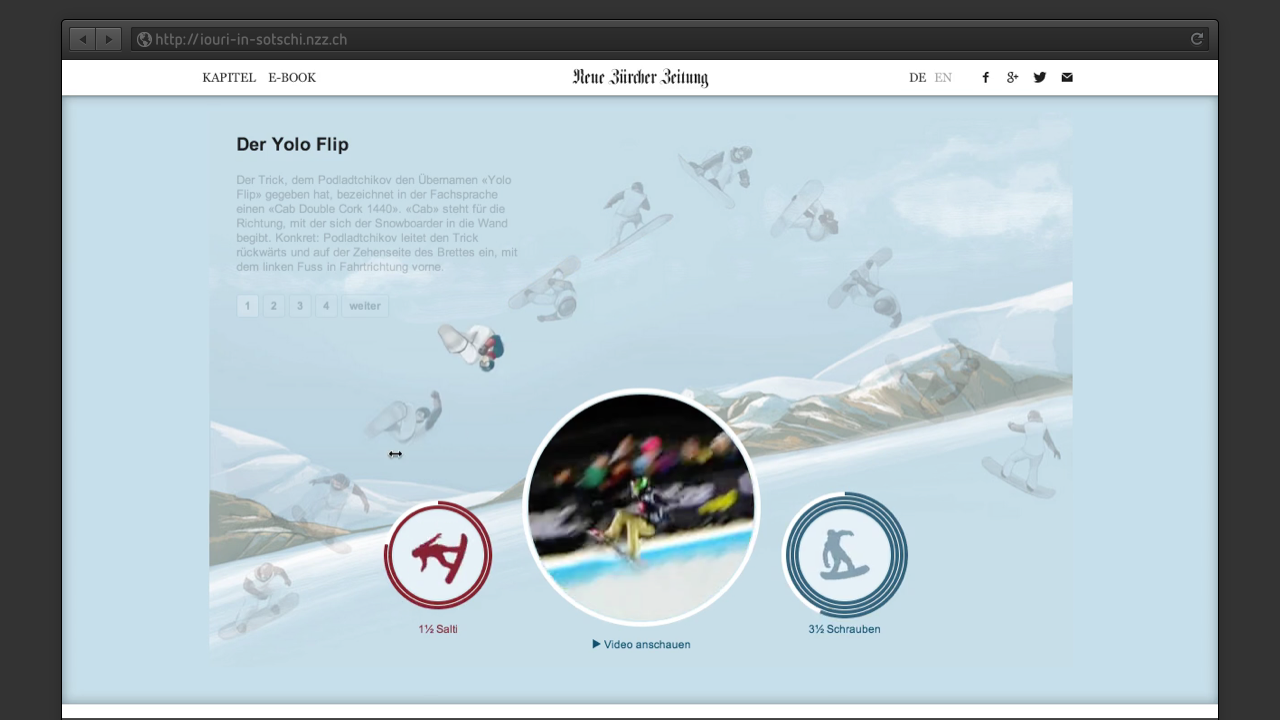 http://iouri-in-sotschi.nzz.ch
KAPITEL E-BOOK
Neue Zürcher Zeitung
DE EN
Der Yolo Flip
Der Trick, dem Podladtchikov den Übernamen «Yolo
Flip» gegeben hat, bezeichnet in der Fachsprache
einen «Cab Double Cork 1440». «Cab» steht für die
Richtung, mit der sich der Snowboarder in die Wand
begibt. Konkret: Podladtchikov leitet den Trick
rückwärts und auf der Zehenseite des Brettes ein, mit
dem linken Fuss in Fahrtrichtung vorne.
1 2 3 4 weiter
1½ Salti
Video anschauen
3½ Schrauben